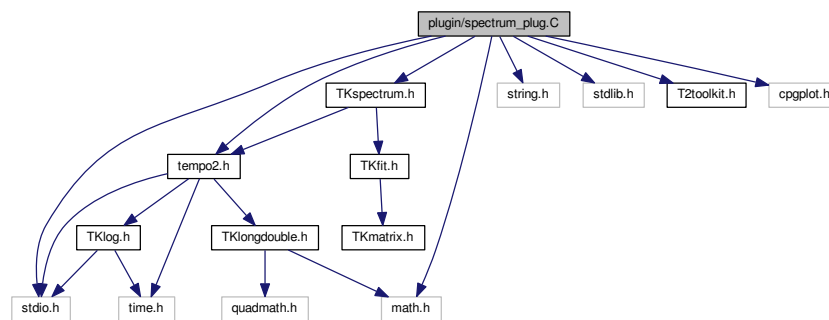 plugin/spectrum_plug.C
TKspectrum.h
string.h
stdlib.h
T2toolkit.h
cpgplot.h
tempo2.h
TKfit.h
TKlog.h
TKlongdouble.h
TKmatrix.h
stdio.h
time.h
quadmath.h
math.h